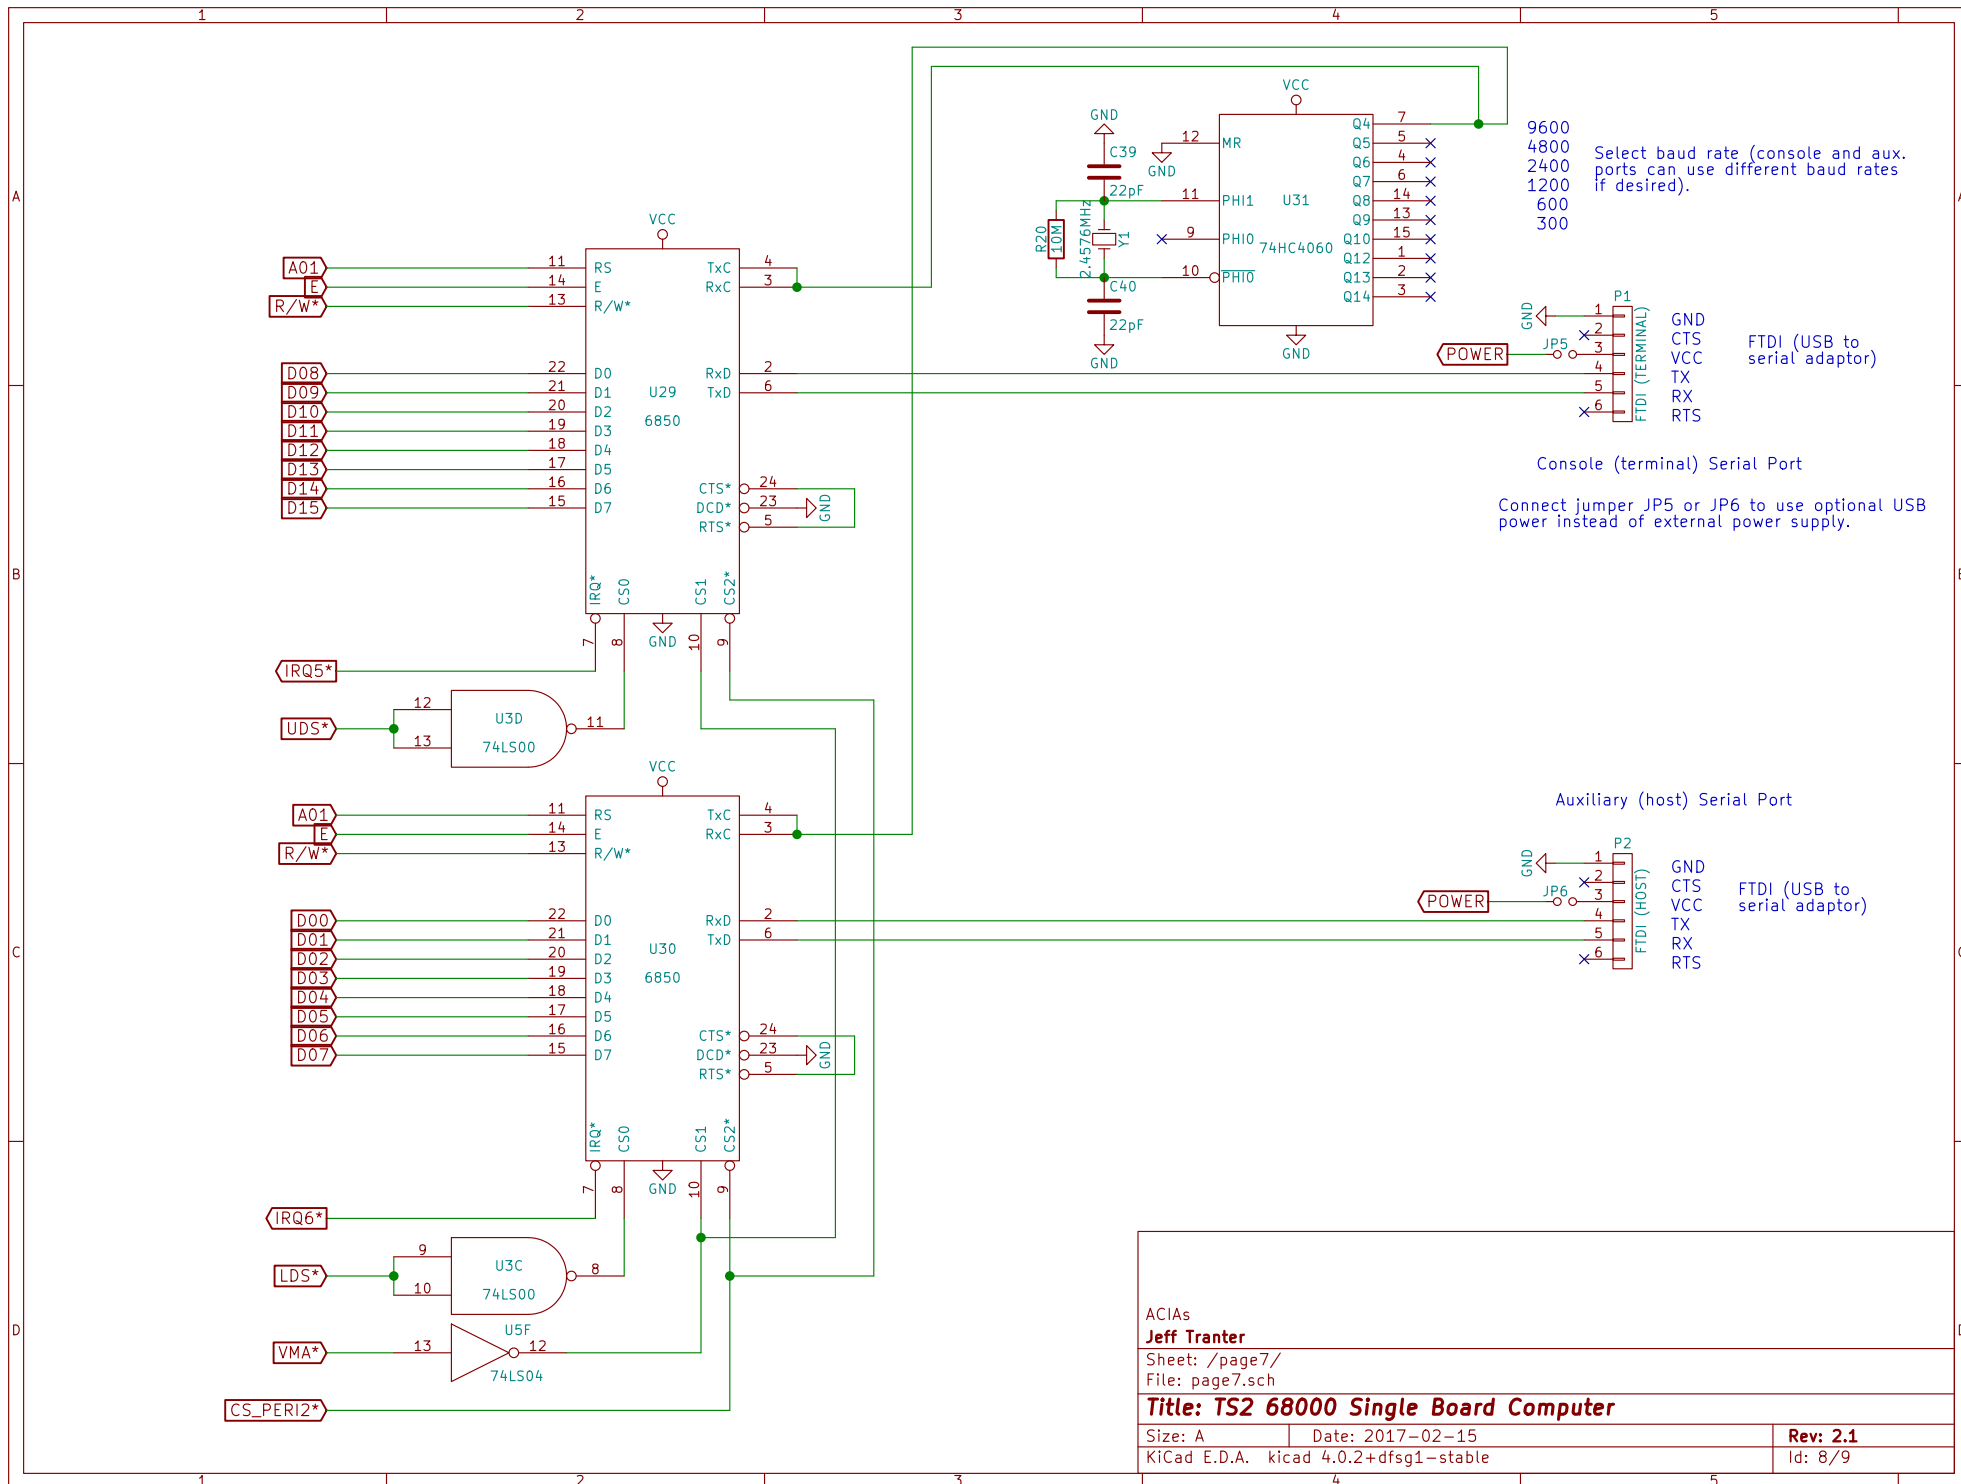 1 2 3 4 5
A
B
C
D
VCC
A01
E
R/W*
D08
D09
D10
D11
D12
D13
D14
D15
11 RS
14 E
13 R/W*
22 D0
21 D1
20 D2
19 D3
18 D4
17 D5
16 D6
15 D7
U29
6850
TxC 4
RxC 3
RxD 2
TxD 6
CTS* 24
DCD* 23
RTS* 5
GND
IRQ* 7
CS0 8
GND
CS1 10
CS2* 9
IRQ5*
UDS*
12
13
U3D
74LS00
11
VCC
A01
E
R/W*
D00
D01
D02
D03
D04
D05
D06
D07
11 RS
14 E
13 R/W*
22 D0
21 D1
20 D2
19 D3
18 D4
17 D5
16 D6
15 D7
U30
6850
TxC 4
RxC 3
RxD 2
TxD 6
CTS* 24
DCD* 23
RTS* 5
GND
IRQ* 7
CS0 8
GND
CS1 10
CS2* 9
IRQ6*
LDS*
9
10
U3C
74LS00
8
VMA*
13
U5F
12
74LS04
CS_PERI2*
GND
C39
22pF
R20
10M
2.4576MHz
Y1
C40
22pF
GND
VCC
12 MR
GND
11 PHI1
9 PHI0
10 PHI0
U31
74HC4060
Q4 7
Q5 5
Q6 4
Q7 6
Q8 14
Q9 13
Q10 15
Q12 1
Q13 2
Q14 3
GND
9600
4800
2400
1200
600
300
Select baud rate (console and aux.
ports can use different baud rates
if desired).
P1
GND
1
2
3
4
5
6
POWER
JP5
FTDI (TERMINAL)
GND
CTS
VCC
TX
RX
RTS
FTDI (USB to
serial adaptor)
Console (terminal) Serial Port
Connect jumper JP5 or JP6 to use optional USB
power instead of external power supply.
Auxiliary (host) Serial Port
P2
GND
1
2
3
4
5
6
POWER
JP6
FTDI (HOST)
GND
CTS
VCC
TX
RX
RTS
FTDI (USB to
serial adaptor)
ACIAs
Jeff Tranter
Sheet: /page7/
File: page7.sch
Title: TS2 68000 Single Board Computer
Size: A Date: 2017-02-15 Rev: 2.1
KiCad E.D.A. kicad 4.0.2+dfsg1-stable Id: 8/9
1 2 3 4 5